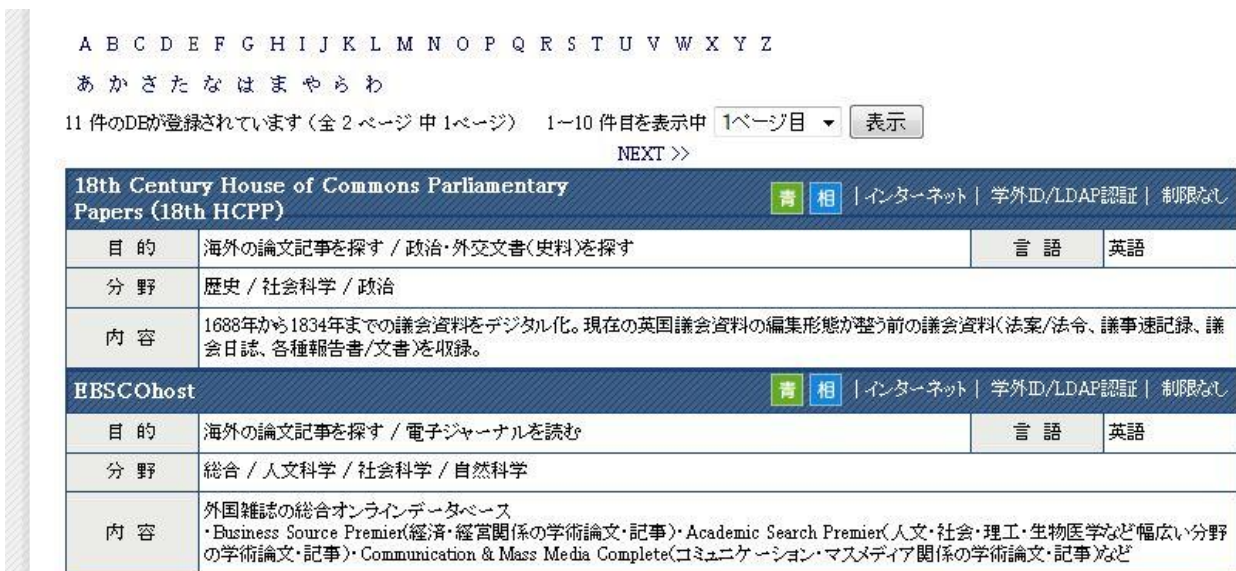 A B C D E F G H I J K L M N O P Q R S T U V W X Y Z
あ か さ た な は ま や ら わ
11 件のDBが登録されています（全 2 ページ 中 1ページ） 1～10 件目を表示中 1ページ目 ▼ 表示
NEXT >>
18th Century House of Commons Parliamentary
Papers (18th HCPP) 青 相 | インターネット | 学外ID/LDAP認証 | 制限なし
目 的 海外の論文記事を探す / 政治・外交文書(史料)を探す 言 語 英語
分 野 歴史 / 社会科学 / 政治
内 容 1688年から1834年までの議会資料をデジタル化。現在の英国議会資料の編集形態が整う前の議会資料(法案/法令、議事速記録、議
会日誌、各種報告書/文書)を収録。
EBSCOhost 青 相 | インターネット | 学外ID/LDAP認証 | 制限なし
目 的 海外の論文記事を探す / 電子ジャーナルを読む 言 語 英語
分 野 総合 / 人文科学 / 社会科学 / 自然科学
内 容 外国雑誌の総合オンラインデータベース
・Business Source Premier(経済・経営関係の学術論文・記事)・Academic Search Premier(人文・社会・理工・生物医学など幅広い分野
の学術論文・記事)・Communication & Mass Media Complete(コミュニケーション・マスメディア関係の学術論文・記事)など